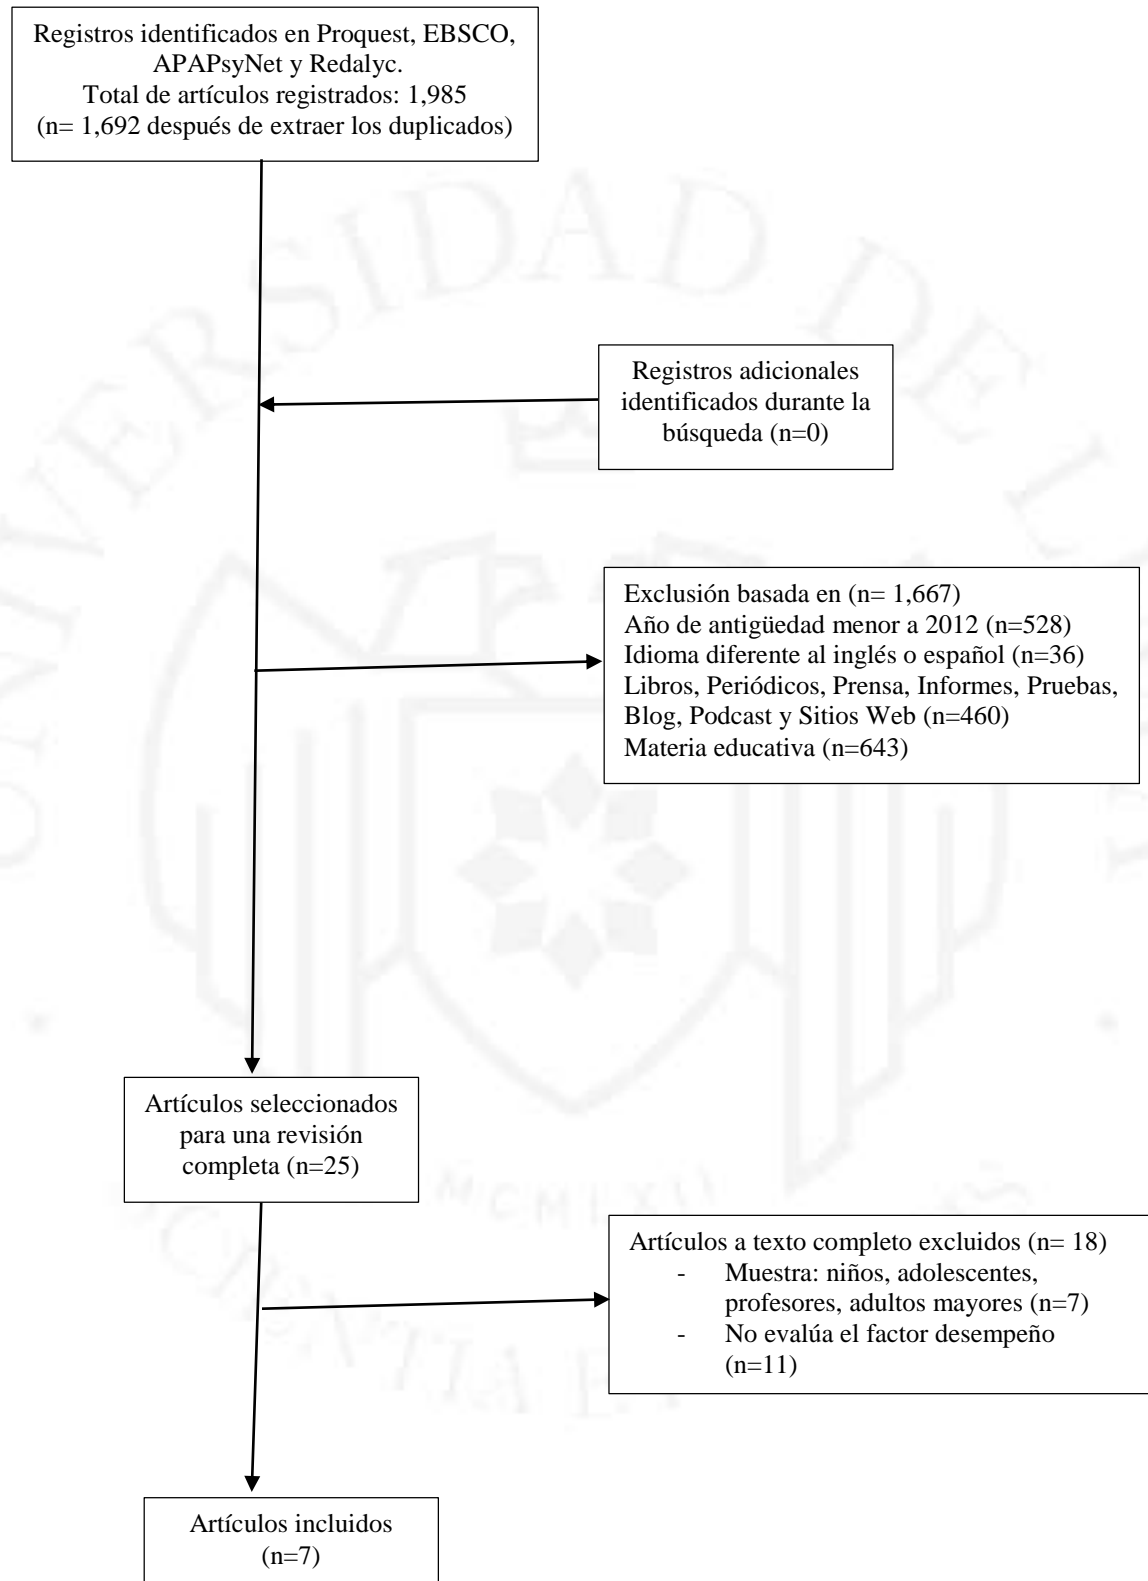 Registros identificados en Proquest, EBSCO,
APAPsyNet y Redalyc.
Total de artículos registrados: 1,985
(n= 1,692 después de extraer los duplicados)
Registros adicionales
identificados durante la
búsqueda (n=0)
Exclusión basada en (n= 1,667)
Año de antigüedad menor a 2012 (n=528)
Idioma diferente al inglés o español (n=36)
Libros, Periódicos, Prensa, Informes, Pruebas,
Blog, Podcast y Sitios Web (n=460)
Materia educativa (n=643)
Artículos seleccionados
para una revisión
completa (n=25)
Artículos a texto completo excluidos (n= 18)
- Muestra: niños, adolescentes,
profesores, adultos mayores (n=7)
- No evalúa el factor desempeño
(n=11)
Artículos incluidos
(n=7)
UNIVERSIDAD DE L
MCMLXII